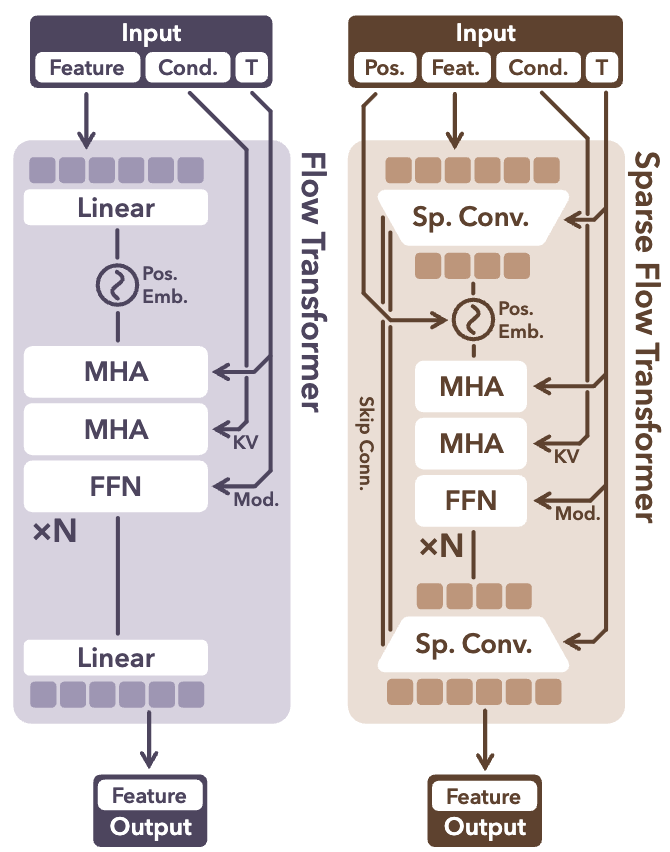 Input
Feature
Cond.
T
Linear
Pos.
Emb.
MHA
MHA
KV
FFN
Mod.
×N
Linear
Feature
Output
Flow Transformer
Input
Pos.
Feat.
Cond.
T
Sp. Conv.
Pos.
Emb.
MHA
MHA
KV
FFN
Mod.
×N
Skip Conn.
Sp. Conv.
Feature
Output
Sparse Flow Transformer